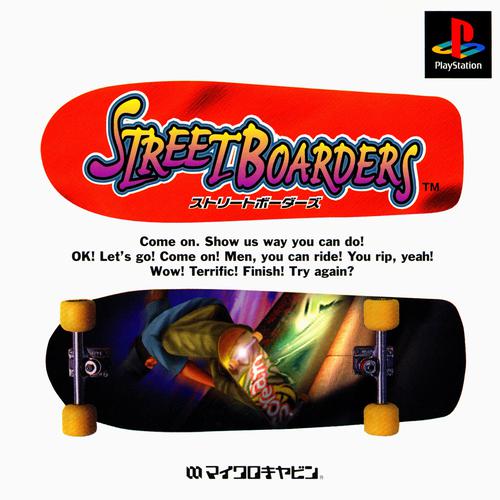 PlayStation
STREET BOARDERS TM
ストリートボーダーズ
Come on. Show us way you can do!
OK! Let's go! Come on! Men, you can ride! You rip, yeah!
Wow! Terrific! Finish! Try again?
マイクロキャビン®